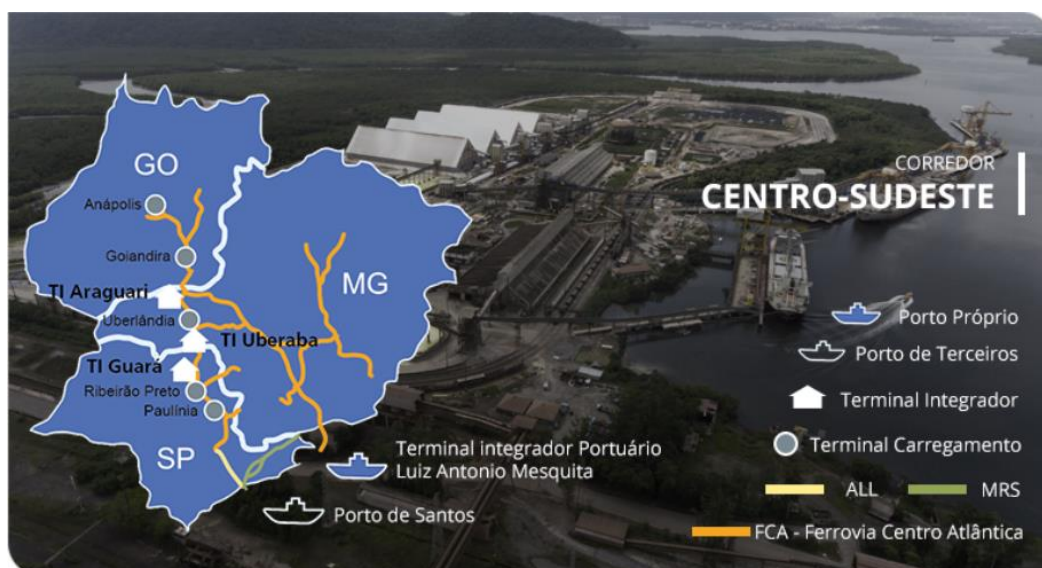 CORREDOR
CENTRO-SUDESTE
GO
Anápolis
Goiandira
TI Araguari
MG
Uberlândia
TI Uberaba
TI Guará
Ribeirão Preto
Paulínia
SP
Terminal integrador Portuário
Luiz Antonio Mesquita
Porto de Santos
Porto Próprio
Porto de Terceiros
Terminal Integrador
Terminal Carregamento
ALL
MRS
FCA - Ferrovia Centro Atlântica